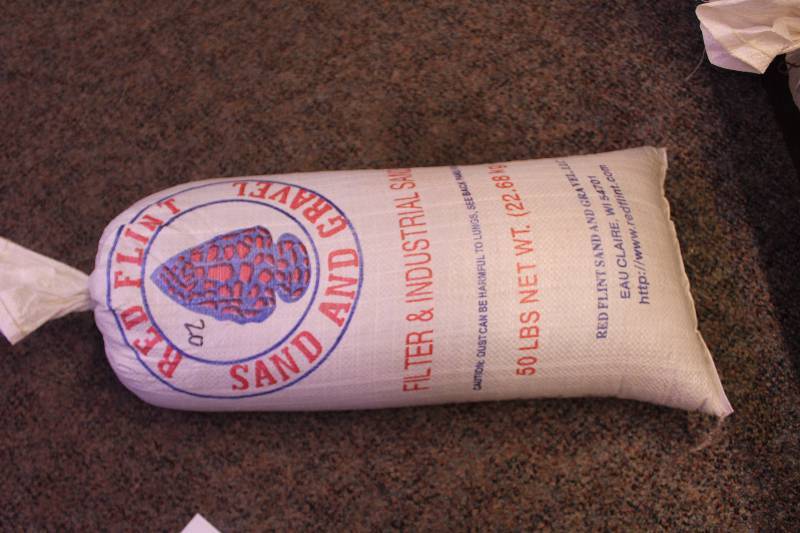 RED FLINT
SAND AND GRAVEL
FILTER & INDUSTRIAL SAND
CAUTION: DUST CAN BE HARMFUL TO LUNGS, SEE BACK
50 LBS NET WT. (22.68 K
RED FLINT SAND AND GRAVEL, LLC
EAU CLAIRE, WI 54701
http://www.redflint.com